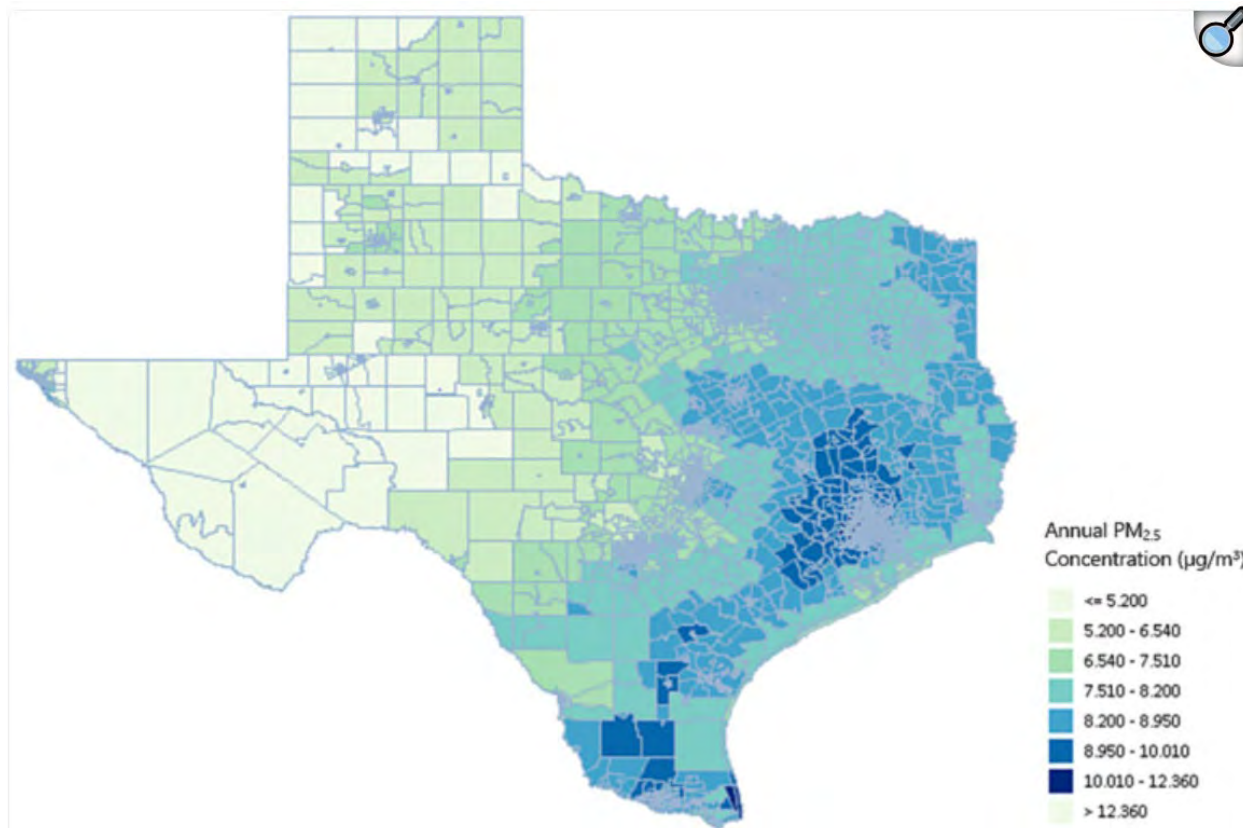 Annual PM2.5
Concentration (µg/m³)
<= 5.200
5.200 - 6.540
6.540 - 7.510
7.510 - 8.200
8.200 - 8.950
8.950 - 10.010
10.010 - 12.360
> 12.360